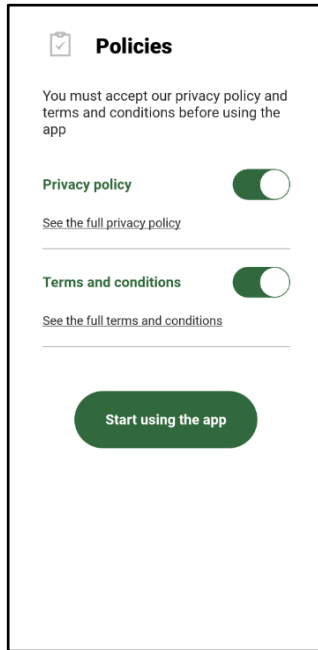 Policies
You must accept our privacy policy and
terms and conditions before using the
app
Privacy policy
See the full privacy policy
Terms and conditions
See the full terms and conditions
Start using the app